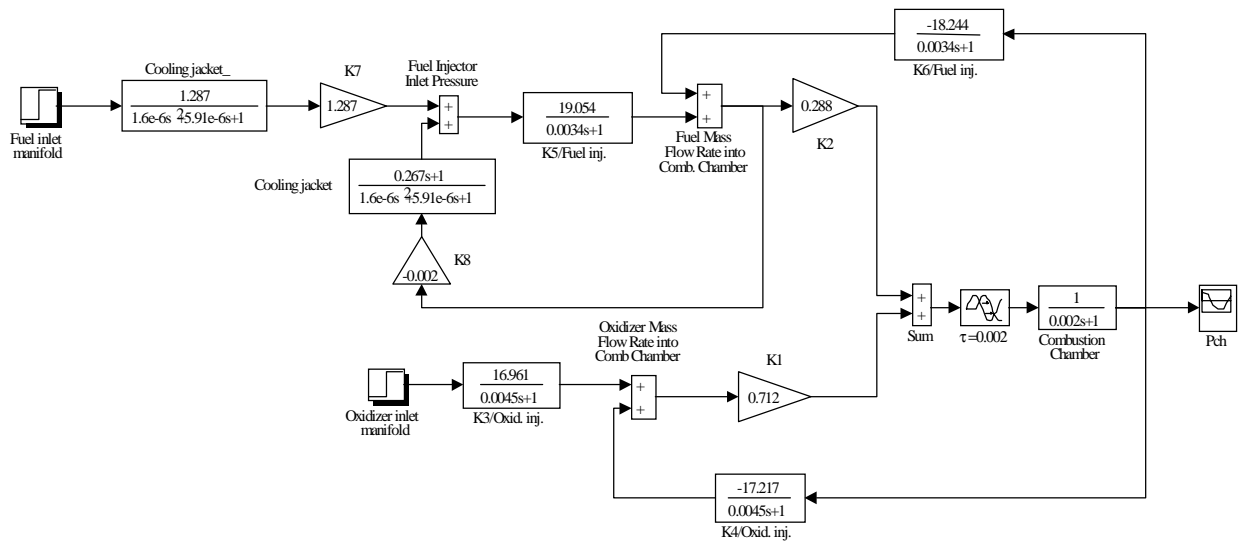 -18.244
0.0034s+1
K6/Fuel inj.
Cooling jacket_
1.287
1.6e-6s 2+5.91e-6s+1
K7
1.287
Fuel Injector
Inlet Pressure
+
+
19.054
0.0034s+1
K5/Fuel inj.
+
+
Fuel Mass
Flow Rate into
Comb. Chamber
0.288
K2
Fuel inlet
manifold
Cooling jacket
0.267s+1
1.6e-6s 2+5.91e-6s+1
K8
-0.002
+
+
Sum
τ=0.002
1
0.002s+1
Combustion
Chamber
Pch
Oxidizer Mass
Flow Rate into
Comb Chamber
Oxidizer inlet
manifold
16.961
0.0045s+1
K3/Oxid. inj.
+
+
K1
0.712
-17.217
0.0045s+1
K4/Oxid. inj.